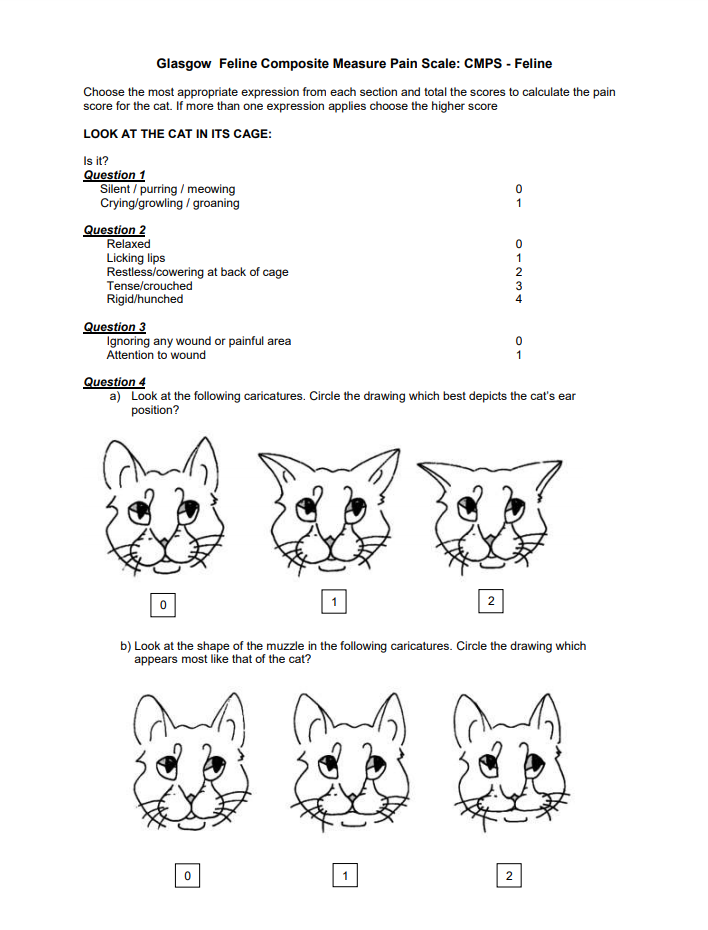 Glasgow Feline Composite Measure Pain Scale: CMPS - Feline
Choose the most appropriate expression from each section and total the scores to calculate the pain
score for the cat. If more than one expression applies choose the higher score
LOOK AT THE CAT IN ITS CAGE:
Is it?
Question 1
Silent / purring / meowing 0
Crying/growling / groaning 1
Question 2
Relaxed 0
Licking lips 1
Restless/cowering at back of cage 2
Tense/crouched 3
Rigid/hunched 4
Question 3
Ignoring any wound or painful area 0
Attention to wound 1
Question 4
a) Look at the following caricatures. Circle the drawing which best depicts the cat's ear
position?
0 1 2
b) Look at the shape of the muzzle in the following caricatures. Circle the drawing which
appears most like that of the cat?
0 1 2